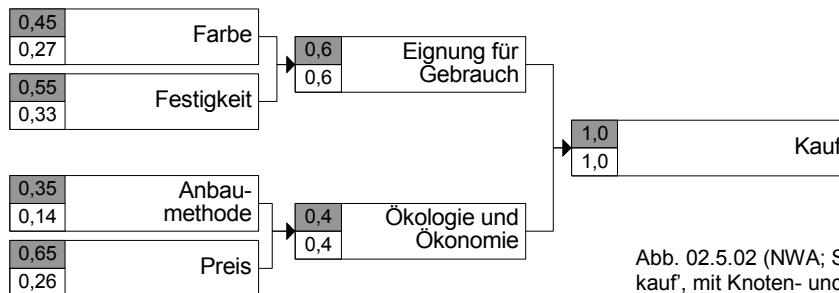 0,45
0,27
Farbe
0,55
0,33
Festigkeit
0,6
0,6
Eignung für
Gebrauch
1,0
1,0
Kauf
0,35
0,14
Anbau-
methode
0,65
0,26
Preis
0,4
0,4
Ökologie und
Ökonomie
Abb. 02.5.02 (NWA; S
kauf', mit Knoten- und